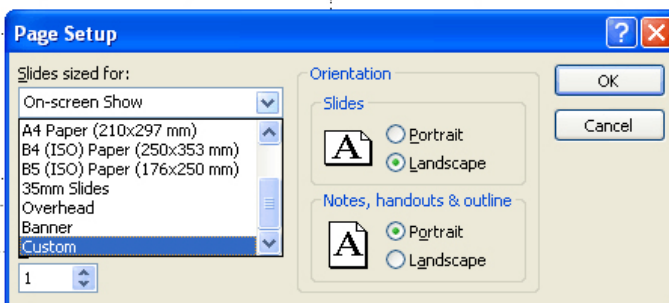 Page Setup
Slides sized for:
On-screen Show
A4 Paper (210x297 mm)
B4 (ISO) Paper (250x353 mm)
B5 (ISO) Paper (176x250 mm)
35mm Slides
Overhead
Banner
Custom
1
Orientation
Slides
A
Portrait
Landscape
Notes, handouts & outline
A
Portrait
Landscape
OK
Cancel